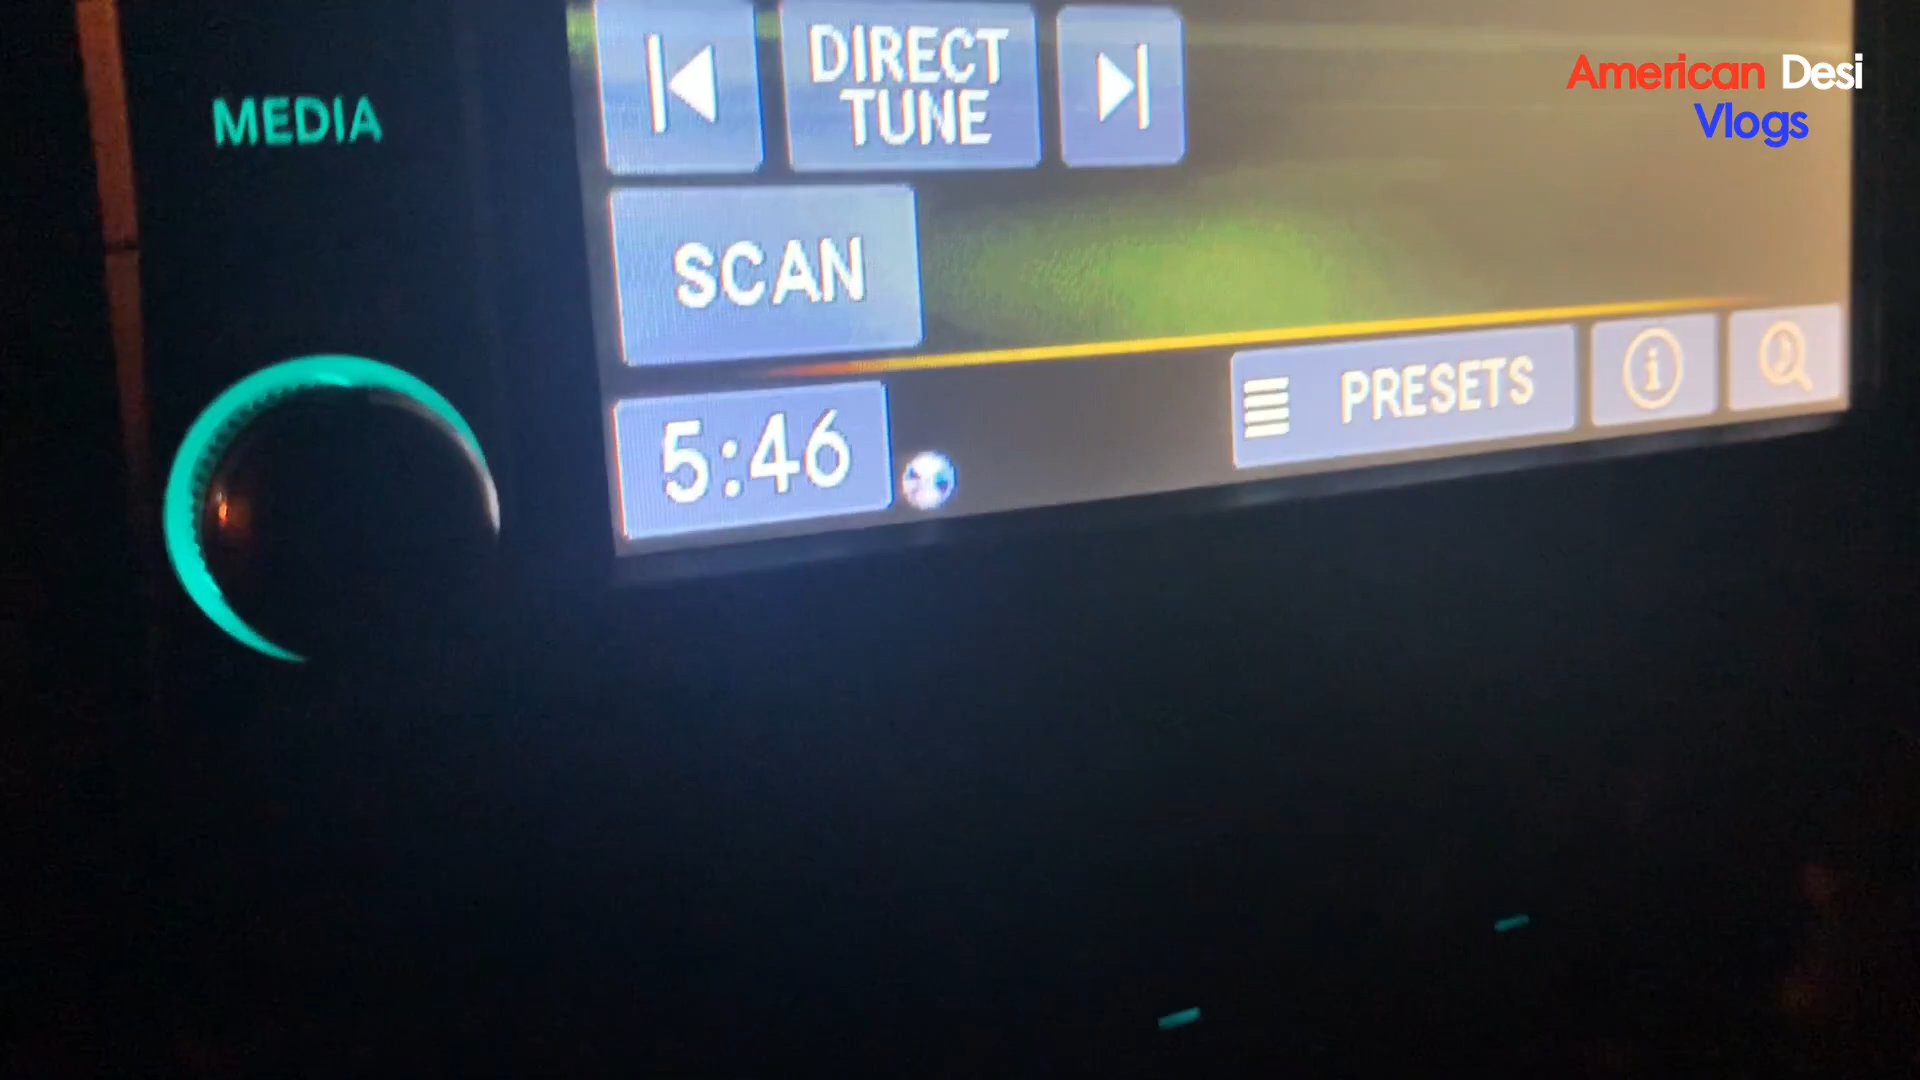 DIRECT
TUNE
American Desi
Vlogs
MEDIA
SCAN
PRESETS
5:46